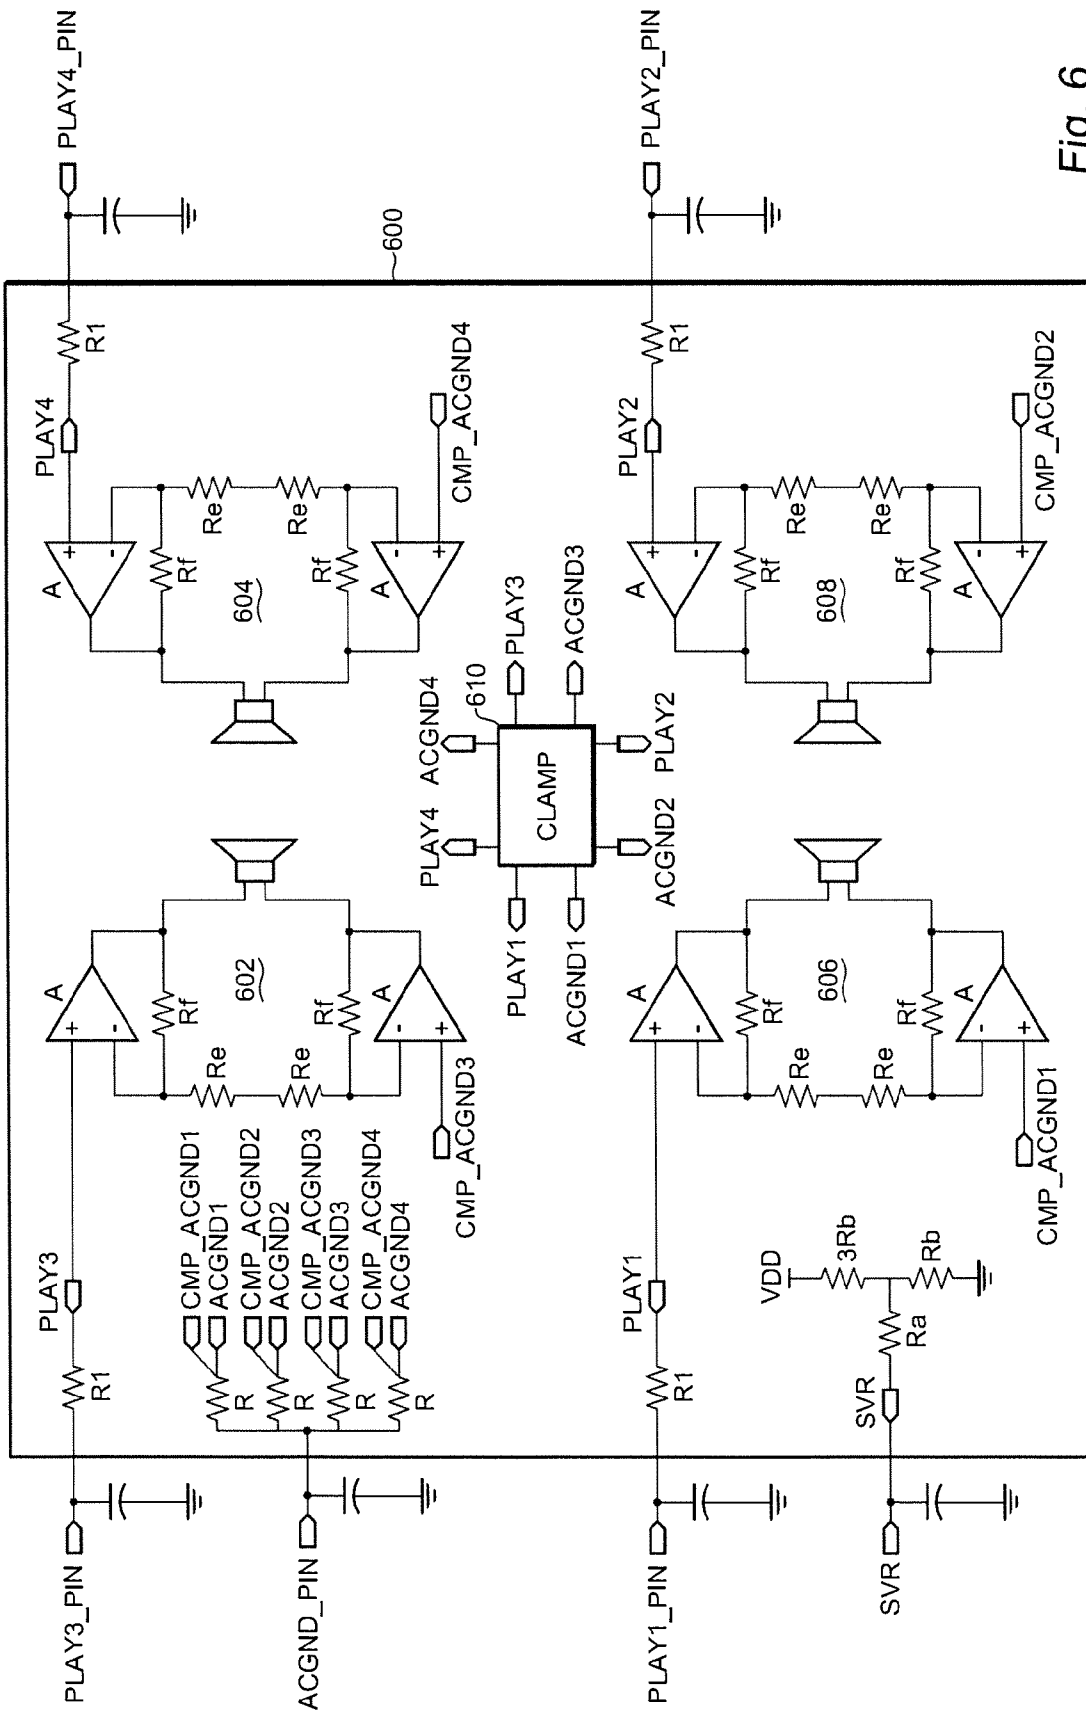 PLAY3_PIN
R1
PLAY3
A
+
-
Rf
Re
Re
602
Rf
A
-
+
CMP_ACGND3
A
+
-
Rf
Re
Re
604
Rf
A
-
+
CMP_ACGND4
PLAY4
R1
PLAY4_PIN
ACGND_PIN
R
R
R
R
CMP_ACGND1
ACGND1
CMP_ACGND2
ACGND2
CMP_ACGND3
ACGND3
CMP_ACGND4
ACGND4
600
PLAY4
ACGND4
610
PLAY1
PLAY3
CLAMP
ACGND1
ACGND3
ACGND2
PLAY2
PLAY1_PIN
R1
PLAY1
A
+
-
Rf
Re
Re
606
Rf
A
-
+
CMP_ACGND1
A
+
-
Rf
Re
Re
608
Rf
A
-
+
CMP_ACGND2
PLAY2
R1
PLAY2_PIN
VDD
3Rb
Rb
Ra
SVR
SVR
Fig. 6